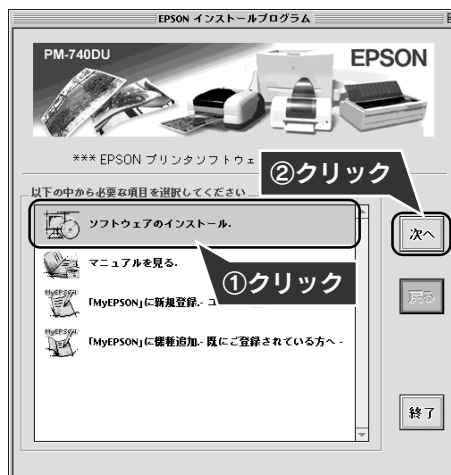 EPSON インストールプログラム
PM-740DU
EPSON
*** EPSON プリンタソフトウェ
②クリック
以下の中から必要な項目を選択してください
ソフトウェアのインストール.
次へ
マニュアルを見る.
①クリック
戻る
「MyEPSON」に新規登録.- ユ
「MyEPSON」に機種追加.- 既にご登録されている方へ -
終了